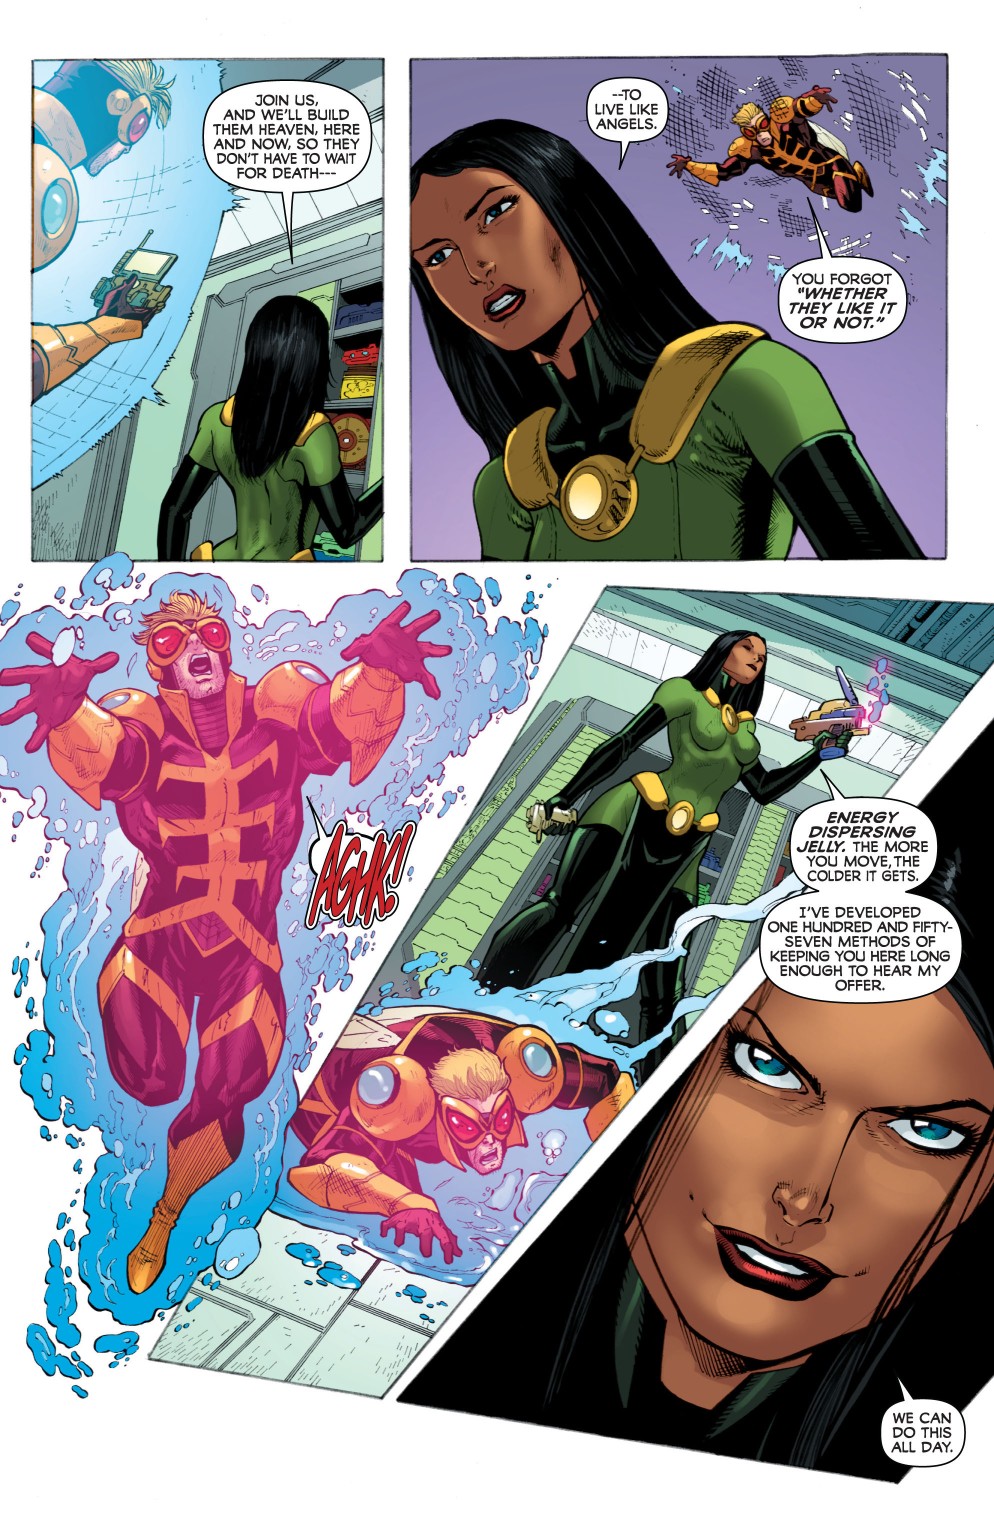 JOIN US,
AND WE'LL BUILD
THEM HEAVEN, HERE
AND NOW, SO THEY
DON'T HAVE TO WAIT
FOR DEATH---
--TO
LIVE LIKE
ANGELS.
YOU FORGOT
"WHETHER
THEY LIKE IT
OR NOT."
AGHK!
ENERGY
DISPERSING
JELLY. THE MORE
YOU MOVE, THE
COLDER IT GETS.
I'VE DEVELOPED
ONE HUNDRED AND FIFTY-
SEVEN METHODS OF
KEEPING YOU HERE LONG
ENOUGH TO HEAR MY
OFFER.
WE CAN
DO THIS
ALL DAY.